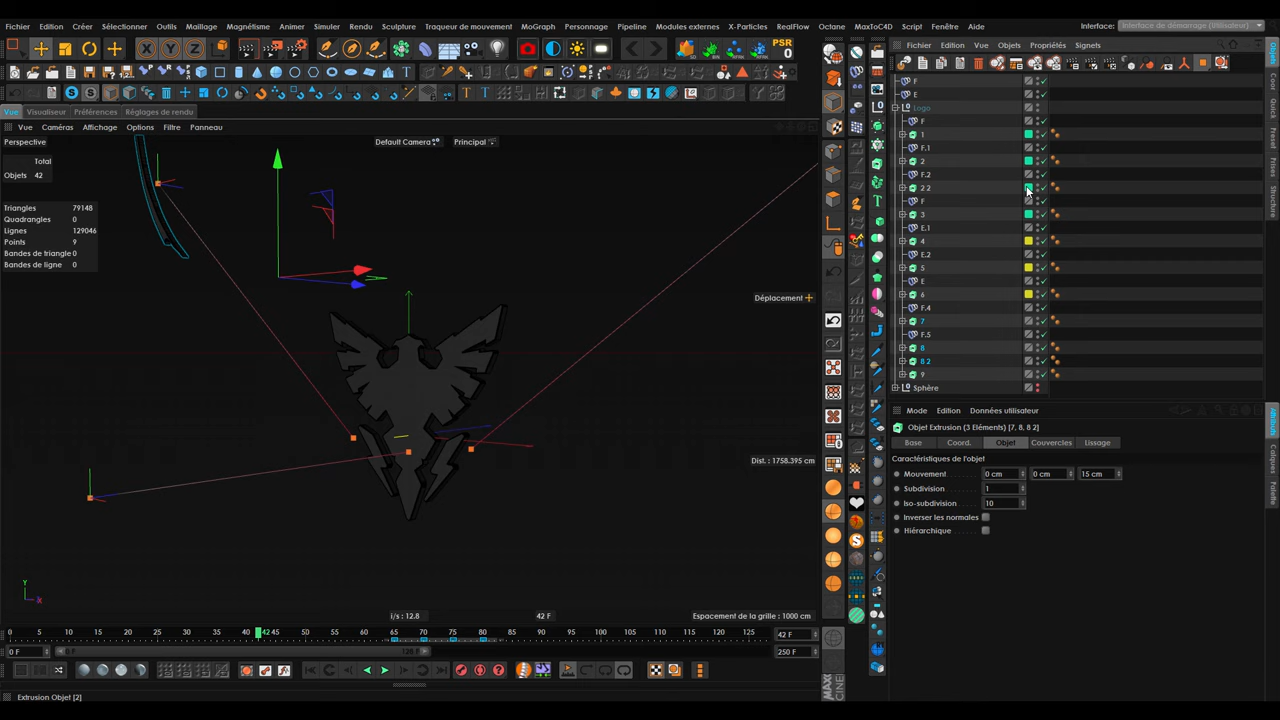 Fichier Edition Créer Sélectionner Outils Maillage Magnétisme Animer Simuler Rendu Sculpture Traqueur de mouvement MoGraph Personnage Pipeline Modules externes X-Particles RealFlow Octane MaxToC4D Script Fenêtre Aide Interface: Interface de démarrage (Utilisateur)
X Y Z PSR 0
Fichier Edition Vue Objets Propriétés Signets
Vue Visualiseur Préférences Réglages de rendu
Vue Caméras Affichage Options Filtre Panneau
Perspective Default Camera Principal
Total
Objets 42
Triangles 79148
Quadrangles 0
Lignes 129046
Points 9
Bandes de triangle 0
Bandes de ligne 0
Déplacement
Dist. : 1758.395 cm
Y
X
i/s : 12.8 42 F Espacement de la grille : 1000 cm
F
E
Logo
F
1
F.1
2
F.2
2 2
F
3
E.1
4
E.2
5
E
6
F.4
7
F.5
8
8 2
9
Sphère
Mode Edition Données utilisateur
Objet Extrusion (3 Eléments) [7, 8, 8 2]
Base Coord. Objet Couvercles Lissage
Caractéristiques de l'objet
Mouvement 0 cm 0 cm 15 cm
Subdivision 1
Iso-subdivision 10
Inverser les normales
Hiérarchique
0 5 10 15 20 25 30 35 42 45 50 55 60 65 70 75 80 85 90 95 100 105 110 115 120 125 42 F
0 F 250 F
Extrusion Objet [2]